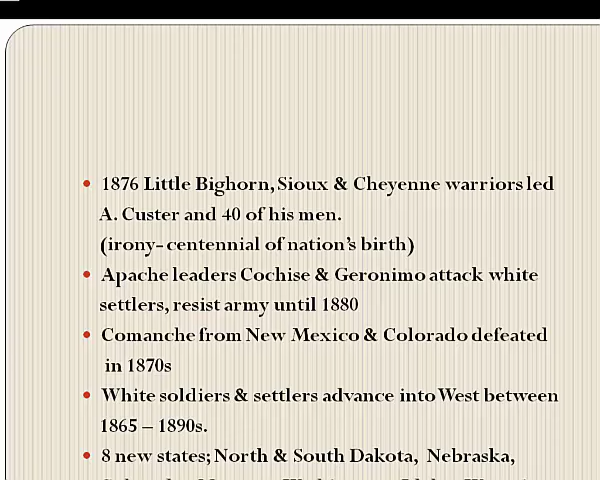 • 1876 Little Bighorn, Sioux & Cheyenne warriors led
A. Custer and 40 of his men.
(irony- centennial of nation's birth)
• Apache leaders Cochise & Geronimo attack white
settlers, resist army until 1880
• Comanche from New Mexico & Colorado defeated
in 1870s
• White soldiers & settlers advance into West between
1865 – 1890s.
• 8 new states; North & South Dakota, Nebraska,